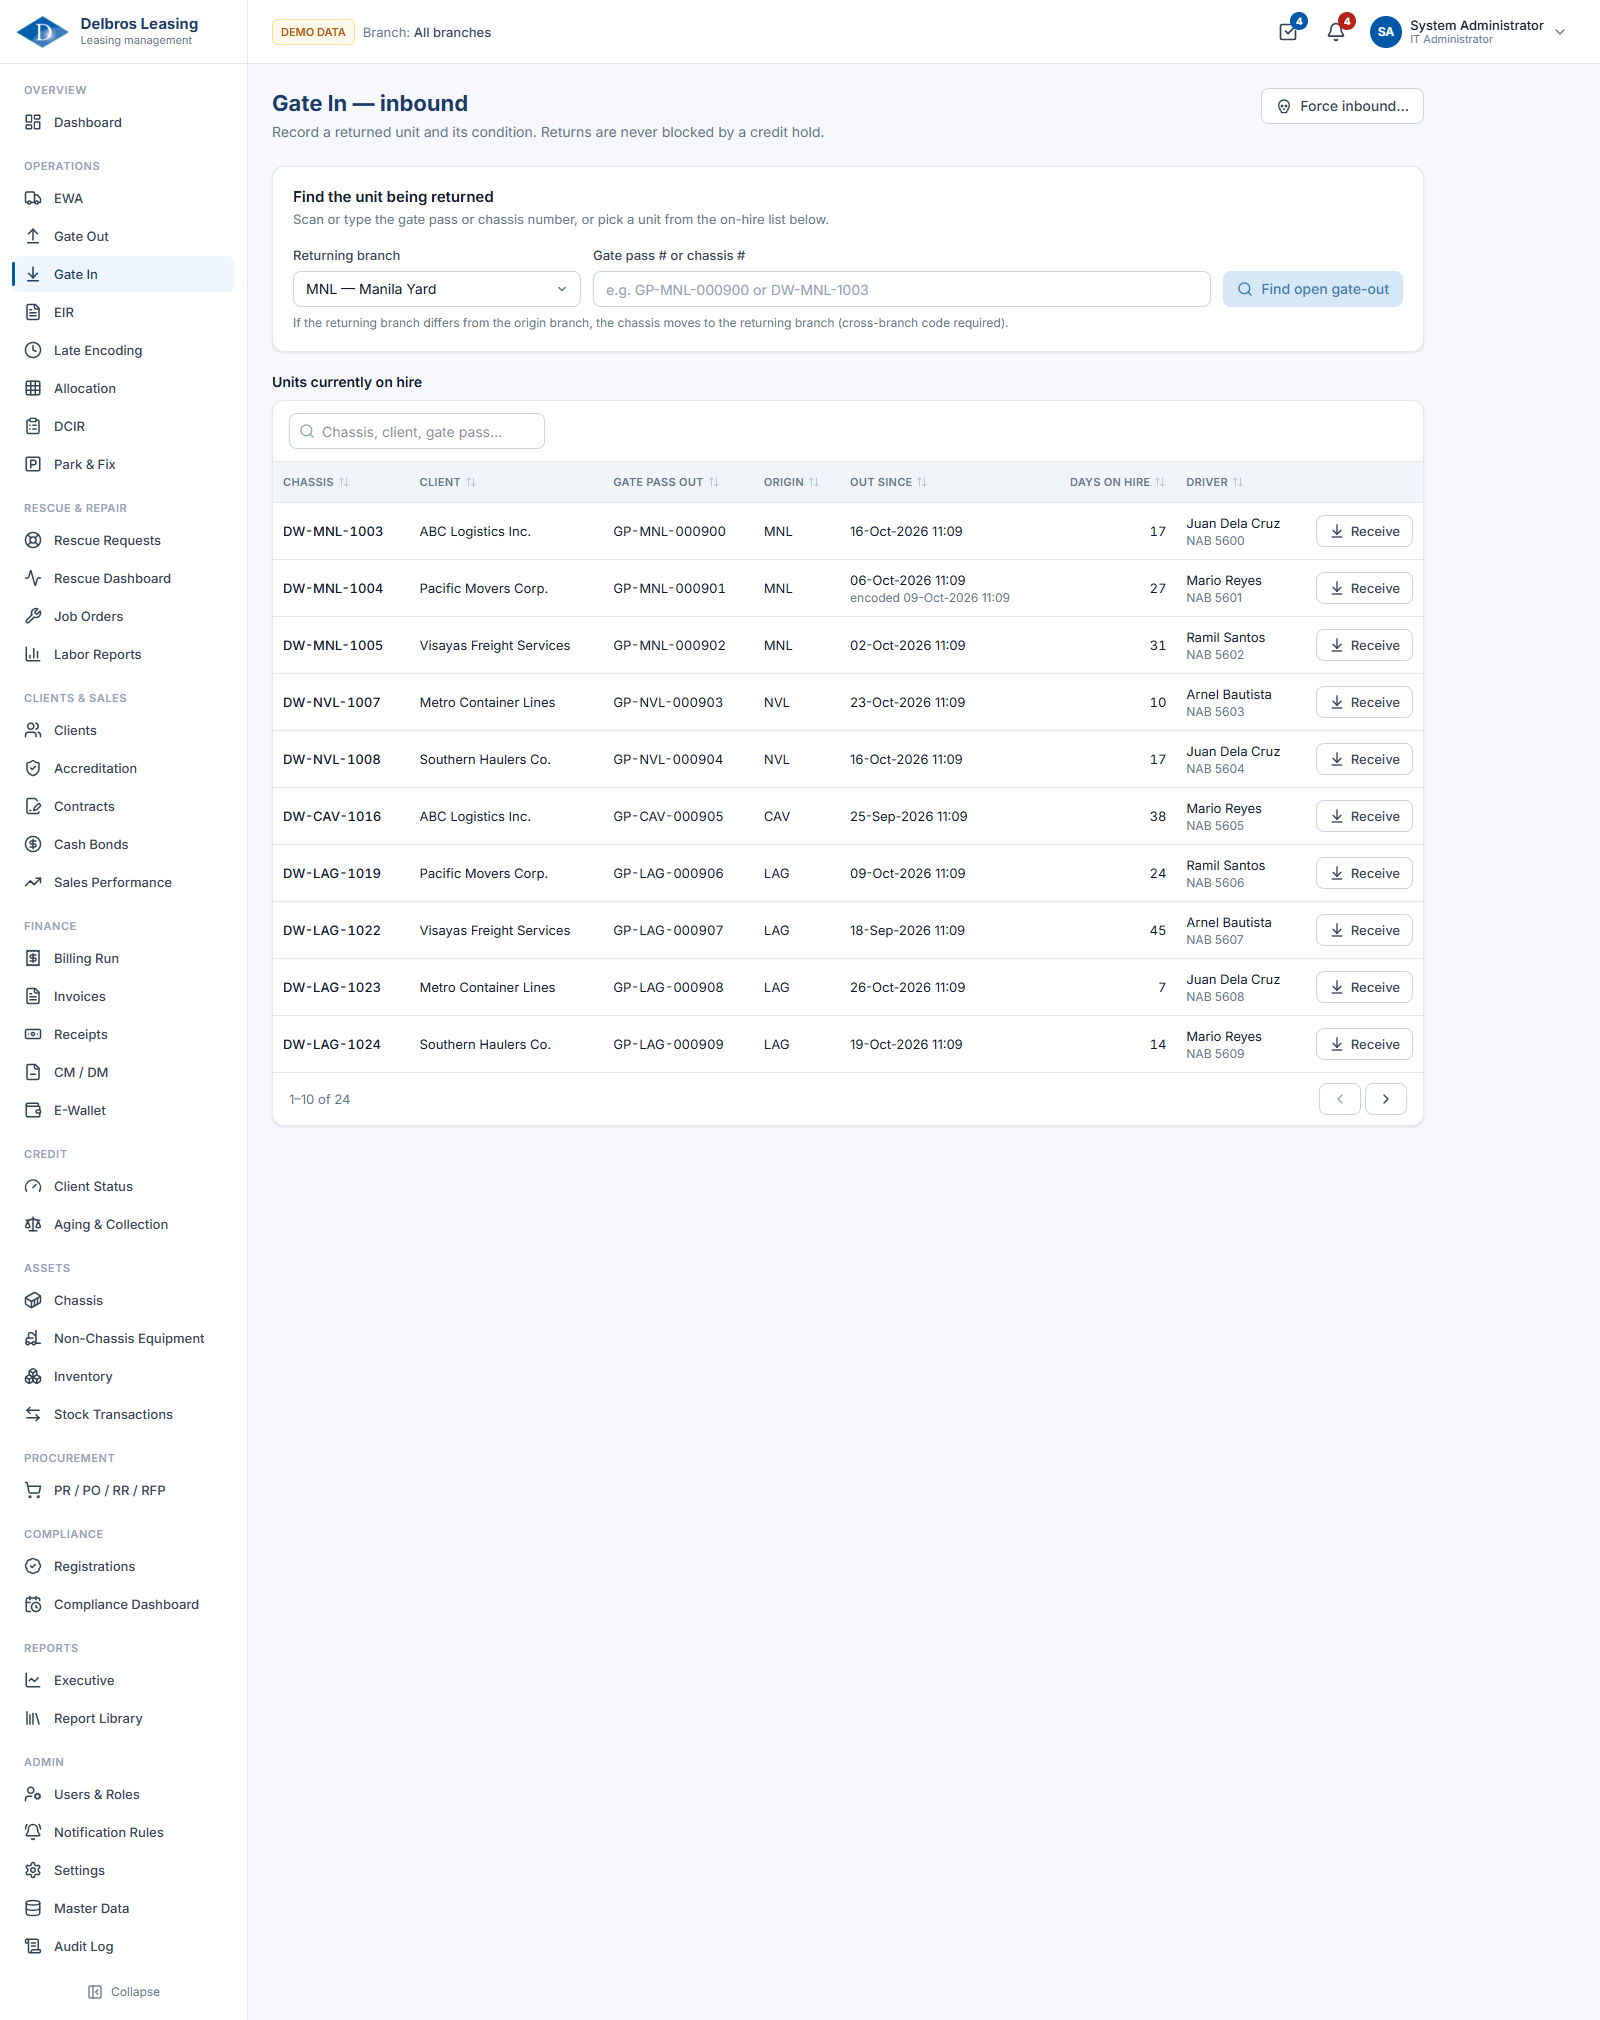 Delbros Leasing
Leasing management
DEMO DATA
Branch: All branches
4
4
SA
System Administrator
IT Administrator
OVERVIEW
Dashboard
OPERATIONS
EWA
Gate Out
Gate In
EIR
Late Encoding
Allocation
DCIR
Park & Fix
RESCUE & REPAIR
Rescue Requests
Rescue Dashboard
Job Orders
Labor Reports
CLIENTS & SALES
Clients
Accreditation
Contracts
Cash Bonds
Sales Performance
FINANCE
Billing Run
Invoices
Receipts
CM / DM
E-Wallet
CREDIT
Client Status
Aging & Collection
ASSETS
Chassis
Non-Chassis Equipment
Inventory
Stock Transactions
PROCUREMENT
PR / PO / RR / RFP
COMPLIANCE
Registrations
Compliance Dashboard
REPORTS
Executive
Report Library
ADMIN
Users & Roles
Notification Rules
Settings
Master Data
Audit Log
Collapse
Gate In — inbound
Record a returned unit and its condition. Returns are never blocked by a credit hold.
Force inbound...
Find the unit being returned
Scan or type the gate pass or chassis number, or pick a unit from the on-hire list below.
Returning branch
Gate pass # or chassis #
MNL — Manila Yard
e.g. GP-MNL-000900 or DW-MNL-1003
Find open gate-out
If the returning branch differs from the origin branch, the chassis moves to the returning branch (cross-branch code required).
Units currently on hire
Chassis, client, gate pass...
CHASSIS CLIENT GATE PASS OUT ORIGIN OUT SINCE DAYS ON HIRE DRIVER
DW-MNL-1003 ABC Logistics Inc. GP-MNL-000900 MNL 16-Oct-2026 11:09 17 Juan Dela Cruz Receive
NAB 5600
DW-MNL-1004 Pacific Movers Corp. GP-MNL-000901 MNL 06-Oct-2026 11:09 27 Mario Reyes Receive
encoded 09-Oct-2026 11:09 NAB 5601
DW-MNL-1005 Visayas Freight Services GP-MNL-000902 MNL 02-Oct-2026 11:09 31 Ramil Santos Receive
NAB 5602
DW-NVL-1007 Metro Container Lines GP-NVL-000903 NVL 23-Oct-2026 11:09 10 Arnel Bautista Receive
NAB 5603
DW-NVL-1008 Southern Haulers Co. GP-NVL-000904 NVL 16-Oct-2026 11:09 17 Juan Dela Cruz Receive
NAB 5604
DW-CAV-1016 ABC Logistics Inc. GP-CAV-000905 CAV 25-Sep-2026 11:09 38 Mario Reyes Receive
NAB 5605
DW-LAG-1019 Pacific Movers Corp. GP-LAG-000906 LAG 09-Oct-2026 11:09 24 Ramil Santos Receive
NAB 5606
DW-LAG-1022 Visayas Freight Services GP-LAG-000907 LAG 18-Sep-2026 11:09 45 Arnel Bautista Receive
NAB 5607
DW-LAG-1023 Metro Container Lines GP-LAG-000908 LAG 26-Oct-2026 11:09 7 Juan Dela Cruz Receive
NAB 5608
DW-LAG-1024 Southern Haulers Co. GP-LAG-000909 LAG 19-Oct-2026 11:09 14 Mario Reyes Receive
NAB 5609
1–10 of 24